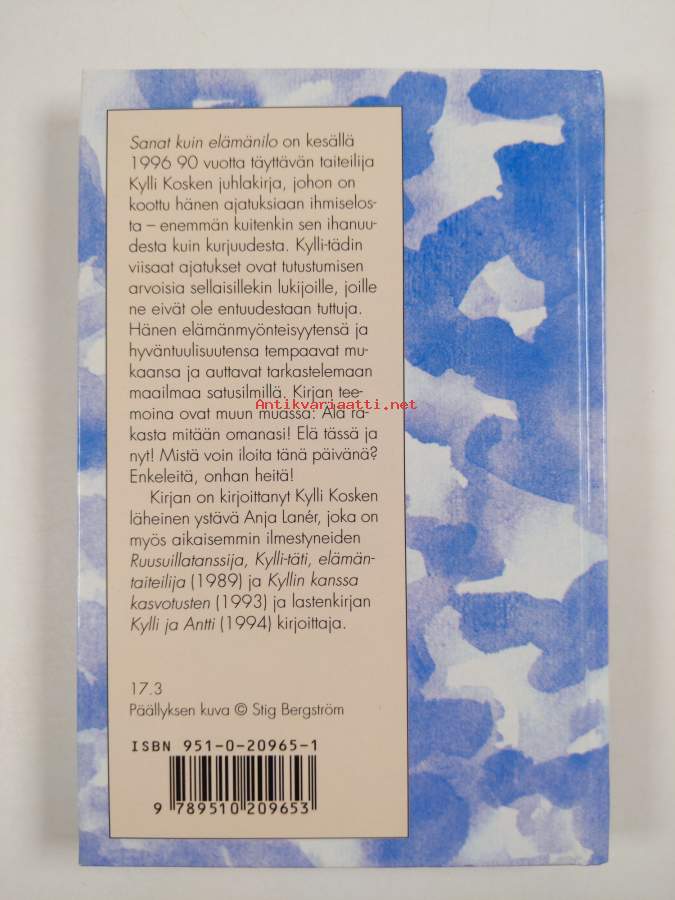 Sanat kuin elämänilo on kesällä
1996 90 vuotta täyttävän taiteilija
Kylli Kosken juhlakirja, johon on
koottu hänen ajatuksiaan ihmiselos-
ta – enemmän kuitenkin sen ihanuu-
desta kuin kurjuudesta. Kylli-tädin
viisaat ajatukset ovat tutustumisen
arvoisia sellaisillekin lukijoille, joille
ne eivät ole entuudestaan tuttuja.
Hänen elämänmyönteisyytensä ja
hyväntuulisuutensa tempaavat mu-
kaansa ja auttavat tarkastelemaan
maailmaa satusilmillä. Kirjan tee-
Antikvariaatti.net
moina ovat muun muassa: Älä ra-
kasta mitään omanasi! Elä tässä ja
nyt! Mistä voin iloita tänä päivänä?
Enkeleitä, onhan heitä!
Kirjan on kirjoittanyt Kylli Kosken
läheinen ystävä Anja Lanér, joka on
myös aikaisemmin ilmestyneiden
Ruusuillatanssija, Kylli-täti, elämän-
taiteilija (1989) ja Kyllin kanssa
kasvotusten (1993) ja lastenkirjan
Kylli ja Antti (1994) kirjoittaja.
17.3
Päällyksen kuva © Stig Bergström
ISBN 951-0-20965-1
9 789510 209653